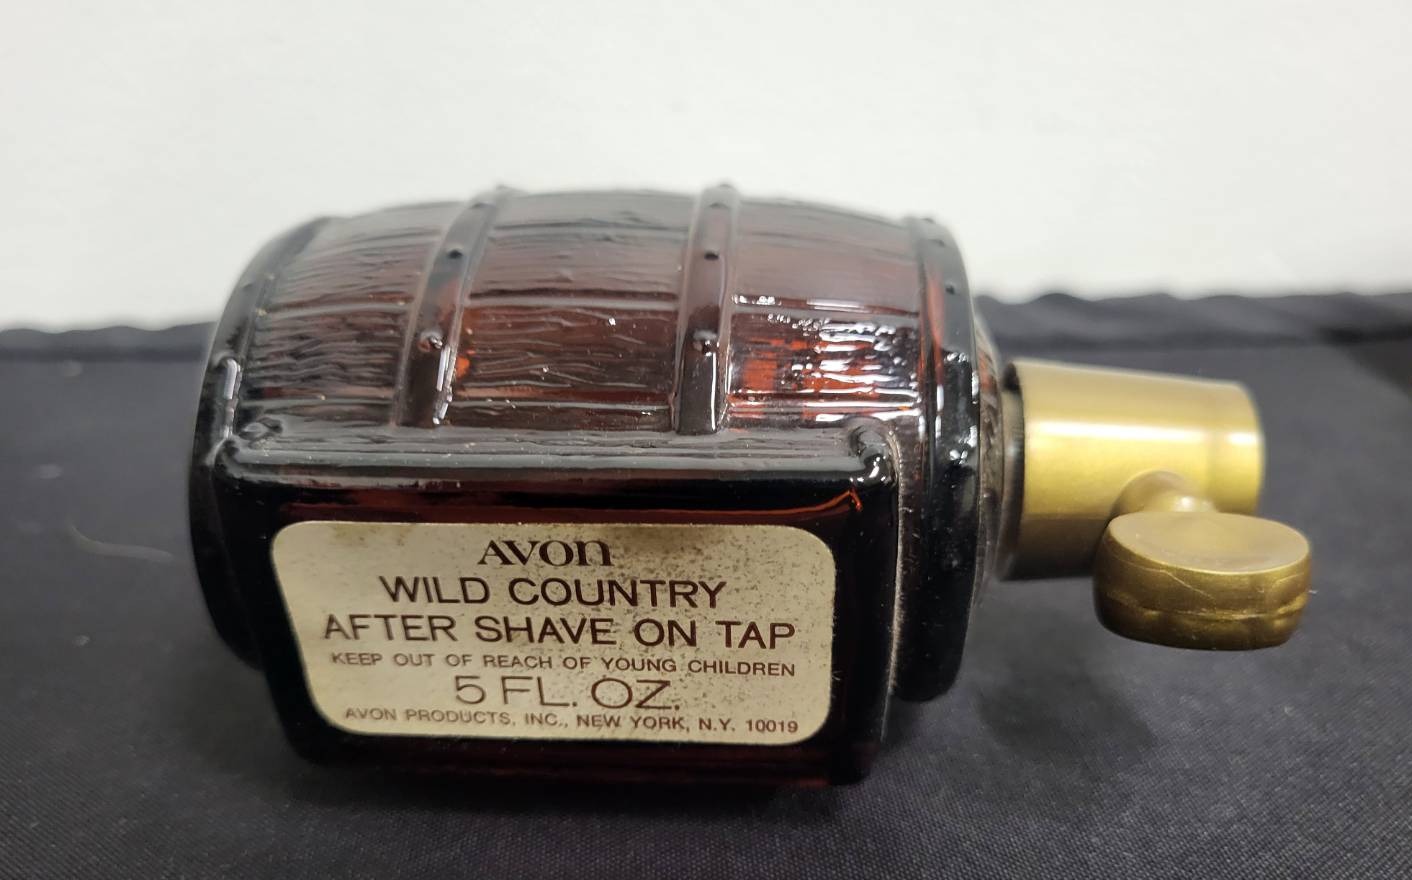 AVON
WILD COUNTRY
AFTER SHAVE ON TAP
KEEP OUT OF REACH OF YOUNG CHILDREN
5 FL. OZ.
AVON PRODUCTS, INC., NEW YORK, N.Y. 10019